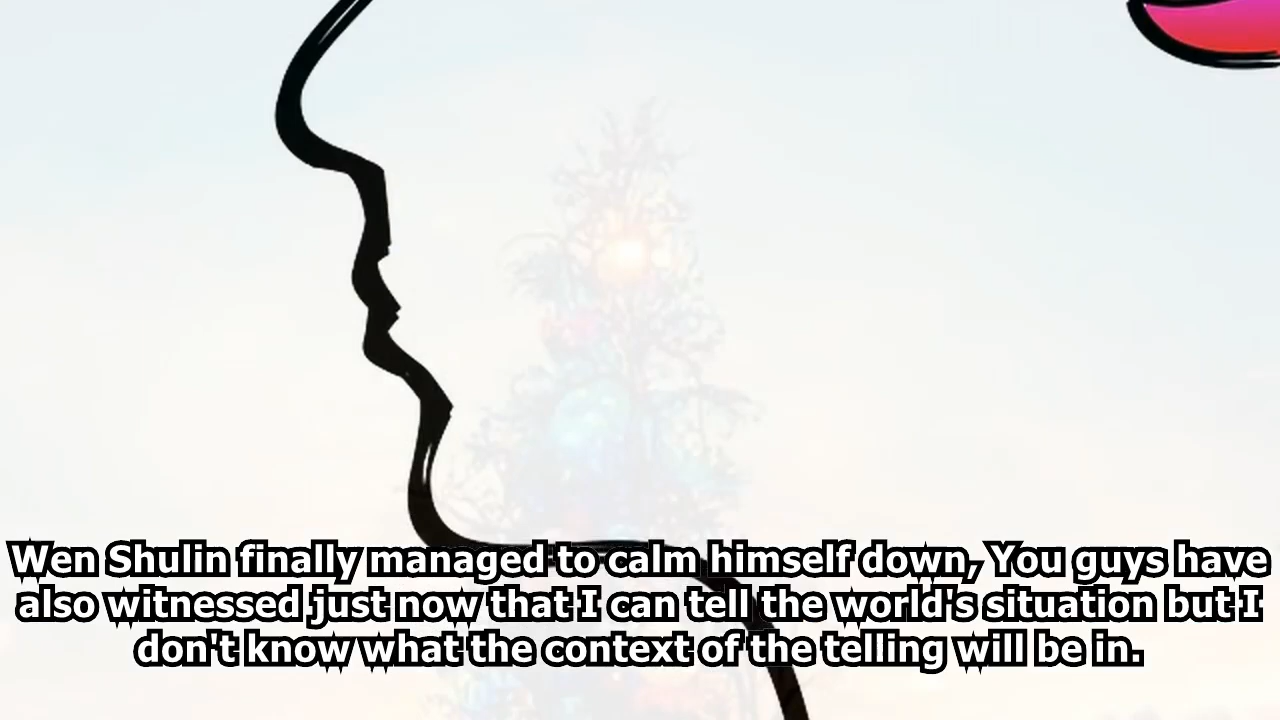 Wen Shulin finally managed to calm himself down, You guys have
also witnessed just now that I can tell the world's situation but I
don't know what the context of the telling will be in.